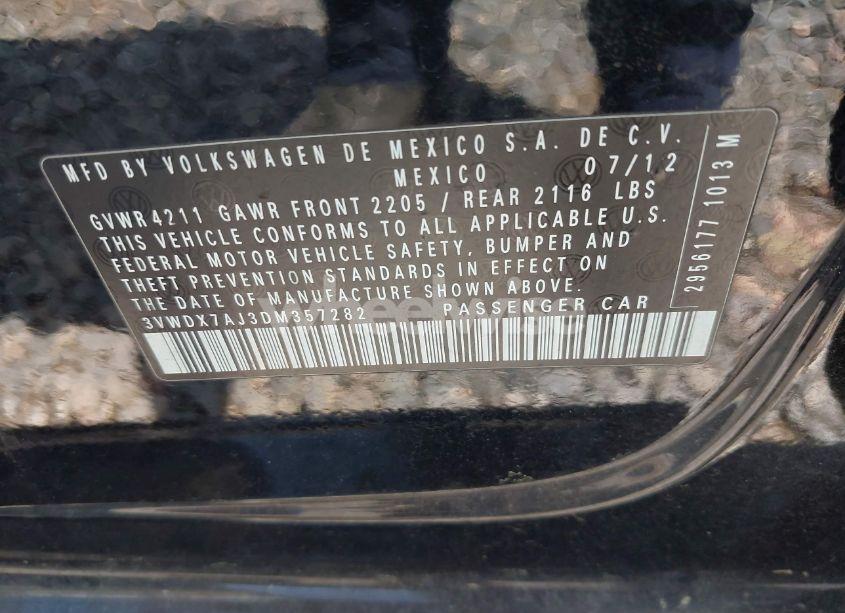 MFD BY VOLKSWAGEN DE MEXICO S.A. DE C.V.
MEXICO 07/12
GVWR 4211 GAWR FRONT 2205 / REAR 2116 LBS
THIS VEHICLE CONFORMS TO ALL APPLICABLE U.S.
FEDERAL MOTOR VEHICLE SAFETY, BUMPER AND
THEFT PREVENTION STANDARDS IN EFFECT ON
THE DATE OF MANUFACTURE SHOWN ABOVE.
3VWDX7AJ3DM357282 PASSENGER CAR
2956177 1013 M